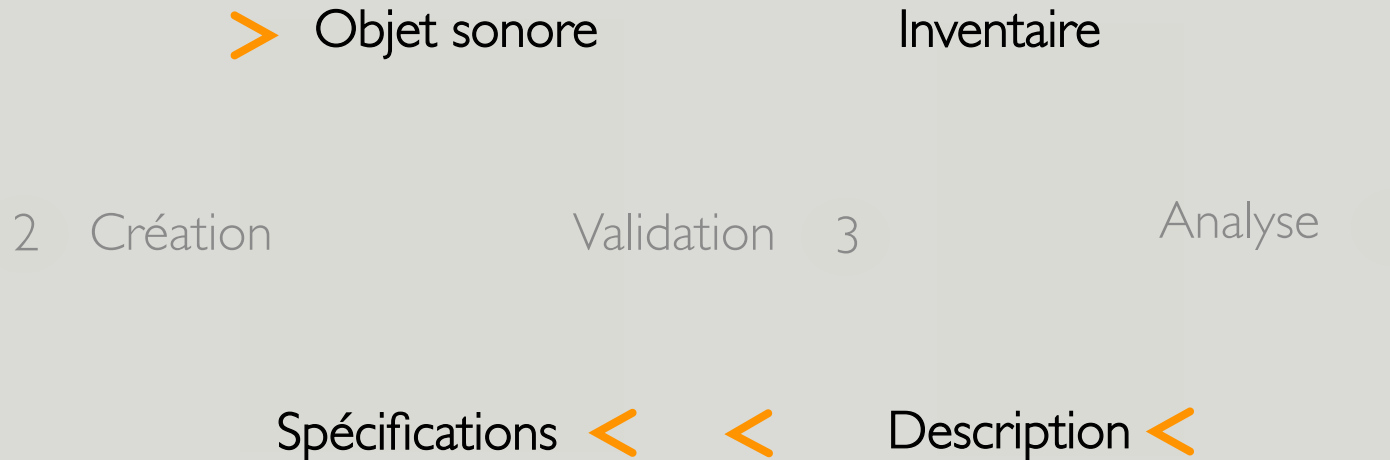 > Objet sonore Inventaire
2 Création Validation 3 Analyse
Spécifications < < Description <